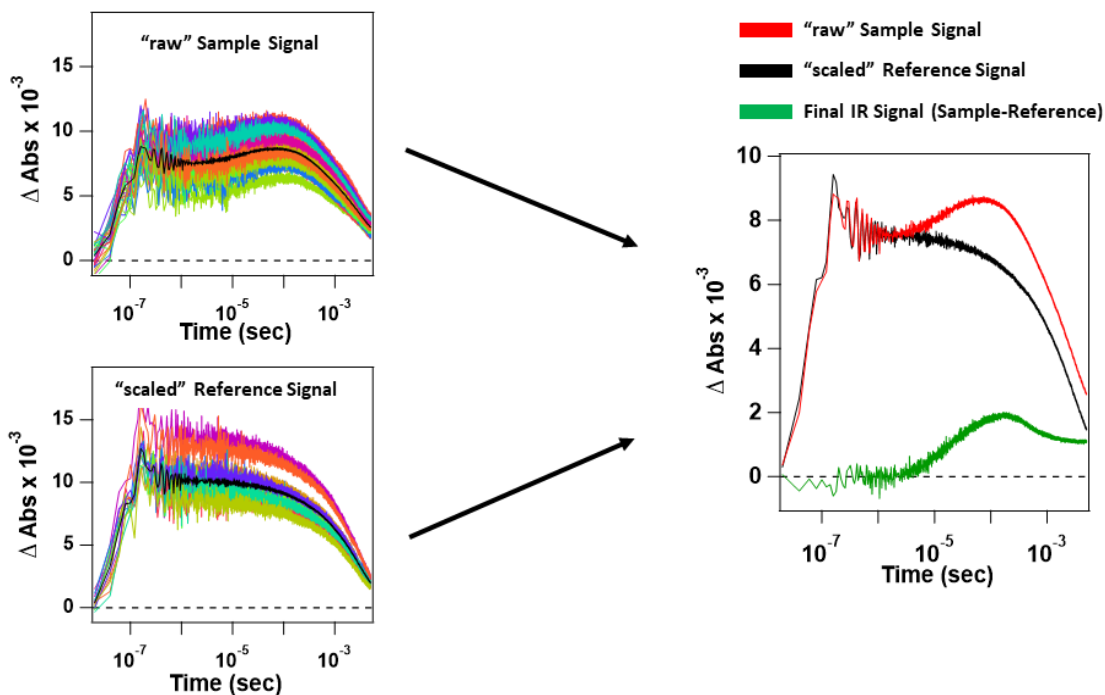 “raw” Sample Signal
15
10
5
0
Δ Abs x 10-3
10-7
10-5
10-3
Time (sec)
“scaled” Reference Signal
15
10
5
0
Δ Abs x 10-3
10-7
10-5
10-3
Time (sec)
“raw” Sample Signal
“scaled” Reference Signal
Final IR Signal (Sample-Reference)
10
8
6
4
2
0
Δ Abs x 10-3
10-7
10-5
10-3
Time (sec)